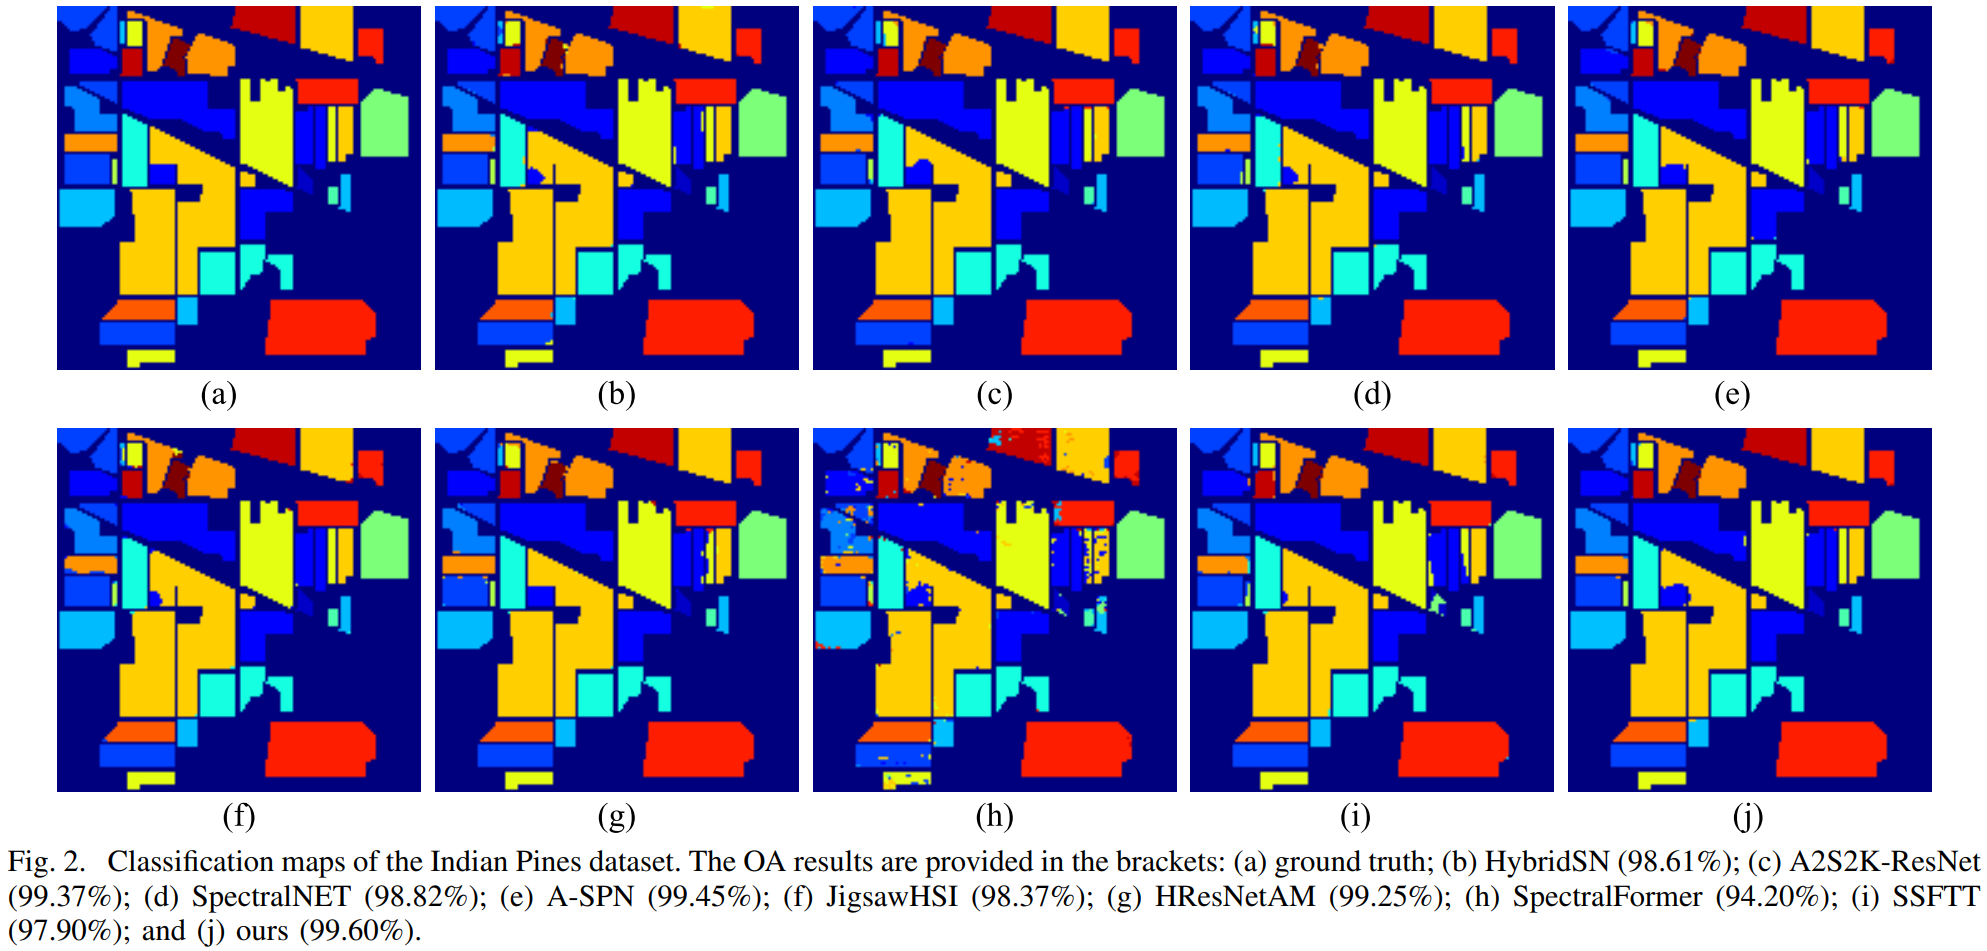 (a) (b) (c) (d) (e)
(f) (g) (h) (i) (j)
Fig. 2. Classification maps of the Indian Pines dataset. The OA results are provided in the brackets: (a) ground truth; (b) HybridSN (98.61%); (c) A2S2K-ResNet
(99.37%); (d) SpectralNET (98.82%); (e) A-SPN (99.45%); (f) JigsawHSI (98.37%); (g) HResNetAM (99.25%); (h) SpectralFormer (94.20%); (i) SSFTT
(97.90%); and (j) ours (99.60%).